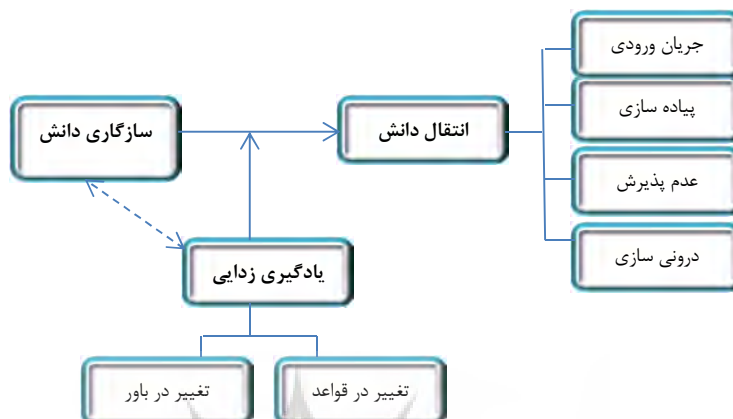 جریان ورودی
سازگاری دانش
انتقال دانش
پیاده سازی
عدم پذیرش
درونی سازی
یادگیری زدایی
تغییر در قواعد
تغییر در باور